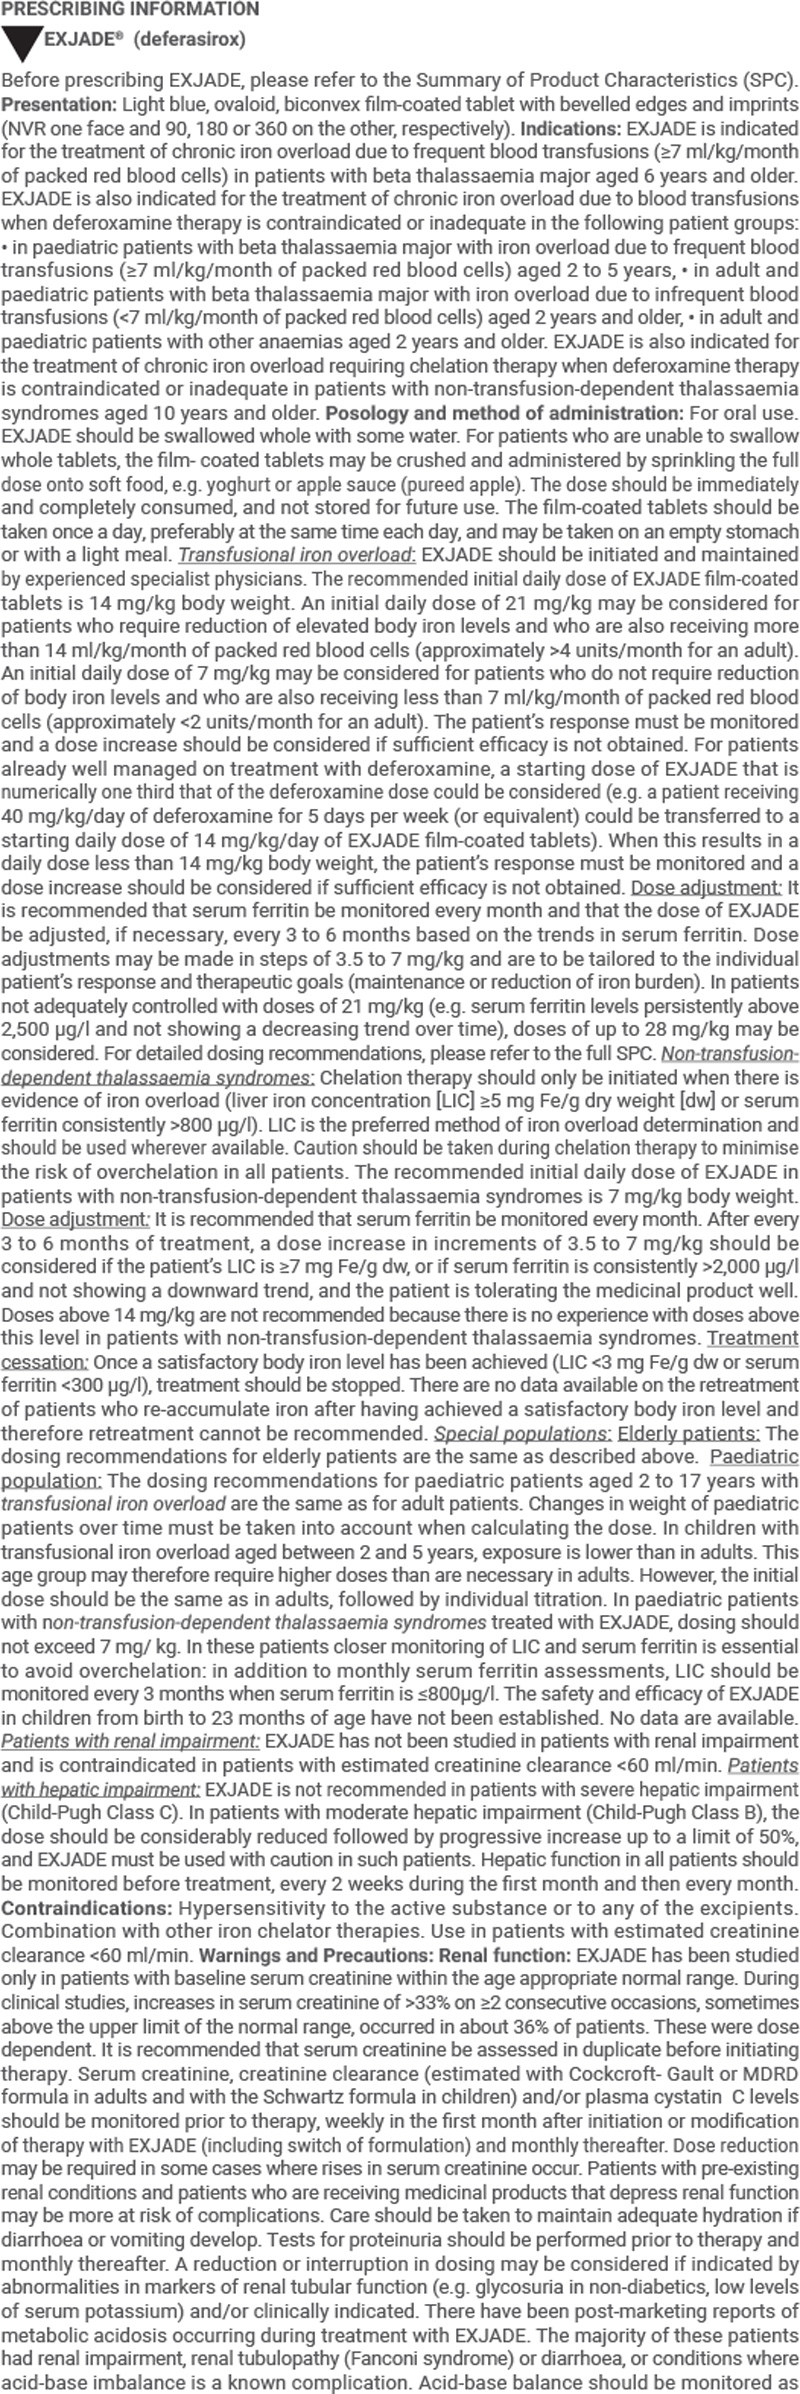 PRESCRIBING INFORMATION
EXJADE® (deferasirox)
Before prescribing EXJADE, please refer to the Summary of Product Characteristics (SPC).
Presentation: Light blue, ovaloid, biconvex film-coated tablet with bevelled edges and imprints
(NVR one face and 90, 180 or 360 on the other, respectively). Indications: EXJADE is indicated
for the treatment of chronic iron overload due to frequent blood transfusions (≥7 ml/kg/month
of packed red blood cells) in patients with beta thalassaemia major aged 6 years and older.
EXJADE is also indicated for the treatment of chronic iron overload due to blood transfusions
when deferoxamine therapy is contraindicated or inadequate in the following patient groups:
• in paediatric patients with beta thalassaemia major with iron overload due to frequent blood
transfusions (≥7 ml/kg/month of packed red blood cells) aged 2 to 5 years, • in adult and
paediatric patients with beta thalassaemia major with iron overload due to infrequent blood
transfusions (<7 ml/kg/month of packed red blood cells) aged 2 years and older, • in adult and
paediatric patients with other anaemias aged 2 years and older. EXJADE is also indicated for
the treatment of chronic iron overload requiring chelation therapy when deferoxamine therapy
is contraindicated or inadequate in patients with non-transfusion-dependent thalassaemia
syndromes aged 10 years and older. Posology and method of administration: For oral use.
EXJADE should be swallowed whole with some water. For patients who are unable to swallow
whole tablets, the film- coated tablets may be crushed and administered by sprinkling the full
dose onto soft food, e.g. yoghurt or apple sauce (pureed apple). The dose should be immediately
and completely consumed, and not stored for future use. The film-coated tablets should be
taken once a day, preferably at the same time each day, and may be taken on an empty stomach
or with a light meal. Transfusional iron overload: EXJADE should be initiated and maintained
by experienced specialist physicians. The recommended initial daily dose of EXJADE film-coated
tablets is 14 mg/kg body weight. An initial daily dose of 21 mg/kg may be considered for
patients who require reduction of elevated body iron levels and who are also receiving more
than 14 ml/kg/month of packed red blood cells (approximately >4 units/month for an adult).
An initial daily dose of 7 mg/kg may be considered for patients who do not require reduction
of body iron levels and who are also receiving less than 7 ml/kg/month of packed red blood
cells (approximately <2 units/month for an adult). The patient's response must be monitored
and a dose increase should be considered if sufficient efficacy is not obtained. For patients
already well managed on treatment with deferoxamine, a starting dose of EXJADE that is
numerically one third that of the deferoxamine dose could be considered (e.g. a patient receiving
40 mg/kg/day of deferoxamine for 5 days per week (or equivalent) could be transferred to a
starting daily dose of 14 mg/kg/day of EXJADE film-coated tablets). When this results in a
daily dose less than 14 mg/kg body weight, the patient's response must be monitored and a
dose increase should be considered if sufficient efficacy is not obtained. Dose adjustment: It
is recommended that serum ferritin be monitored every month and that the dose of EXJADE
be adjusted, if necessary, every 3 to 6 months based on the trends in serum ferritin. Dose
adjustments may be made in steps of 3.5 to 7 mg/kg and are to be tailored to the individual
patient's response and therapeutic goals (maintenance or reduction of iron burden). In patients
not adequately controlled with doses of 21 mg/kg (e.g. serum ferritin levels persistently above
2,500 µg/l and not showing a decreasing trend over time), doses of up to 28 mg/kg may be
considered. For detailed dosing recommendations, please refer to the full SPC. Non-transfusion-
dependent thalassaemia syndromes: Chelation therapy should only be initiated when there is
evidence of iron overload (liver iron concentration [LIC] ≥5 mg Fe/g dry weight [dw] or serum
ferritin consistently >800 µg/l). LIC is the preferred method of iron overload determination and
should be used wherever available. Caution should be taken during chelation therapy to minimise
the risk of overchelation in all patients. The recommended initial daily dose of EXJADE in
patients with non-transfusion-dependent thalassaemia syndromes is 7 mg/kg body weight.
Dose adjustment: It is recommended that serum ferritin be monitored every month. After every
3 to 6 months of treatment, a dose increase in increments of 3.5 to 7 mg/kg should be
considered if the patient's LIC is ≥7 mg Fe/g dw, or if serum ferritin is consistently >2,000 µg/l
and not showing a downward trend, and the patient is tolerating the medicinal product well.
Doses above 14 mg/kg are not recommended because there is no experience with doses above
this level in patients with non-transfusion-dependent thalassaemia syndromes. Treatment
cessation: Once a satisfactory body iron level has been achieved (LIC <3 mg Fe/g dw or serum
ferritin <300 µg/l), treatment should be stopped. There are no data available on the retreatment
of patients who re-accumulate iron after having achieved a satisfactory body iron level and
therefore retreatment cannot be recommended. Special populations: Elderly patients: The
dosing recommendations for elderly patients are the same as described above. Paediatric
population: The dosing recommendations for paediatric patients aged 2 to 17 years with
transfusional iron overload are the same as for adult patients. Changes in weight of paediatric
patients over time must be taken into account when calculating the dose. In children with
transfusional iron overload aged between 2 and 5 years, exposure is lower than in adults. This
age group may therefore require higher doses than are necessary in adults. However, the initial
dose should be the same as in adults, followed by individual titration. In paediatric patients
with non-transfusion-dependent thalassaemia syndromes treated with EXJADE, dosing should
not exceed 7 mg/ kg. In these patients closer monitoring of LIC and serum ferritin is essential
to avoid overchelation: in addition to monthly serum ferritin assessments, LIC should be
monitored every 3 months when serum ferritin is ≤800µg/l. The safety and efficacy of EXJADE
in children from birth to 23 months of age have not been established. No data are available.
Patients with renal impairment: EXJADE has not been studied in patients with renal impairment
and is contraindicated in patients with estimated creatinine clearance <60 ml/min. Patients
with hepatic impairment: EXJADE is not recommended in patients with severe hepatic impairment
(Child-Pugh Class C). In patients with moderate hepatic impairment (Child-Pugh Class B), the
dose should be considerably reduced followed by progressive increase up to a limit of 50%,
and EXJADE must be used with caution in such patients. Hepatic function in all patients should
be monitored before treatment, every 2 weeks during the first month and then every month.
Contraindications: Hypersensitivity to the active substance or to any of the excipients.
Combination with other iron chelator therapies. Use in patients with estimated creatinine
clearance <60 ml/min. Warnings and Precautions: Renal function: EXJADE has been studied
only in patients with baseline serum creatinine within the age appropriate normal range. During
clinical studies, increases in serum creatinine of >33% on ≥2 consecutive occasions, sometimes
above the upper limit of the normal range, occurred in about 36% of patients. These were dose
dependent. It is recommended that serum creatinine be assessed in duplicate before initiating
therapy. Serum creatinine, creatinine clearance (estimated with Cockcroft- Gault or MDRD
formula in adults and with the Schwartz formula in children) and/or plasma cystatin C levels
should be monitored prior to therapy, weekly in the first month after initiation or modification
of therapy with EXJADE (including switch of formulation) and monthly thereafter. Dose reduction
may be required in some cases where rises in serum creatinine occur. Patients with pre-existing
renal conditions and patients who are receiving medicinal products that depress renal function
may be more at risk of complications. Care should be taken to maintain adequate hydration if
diarrhoea or vomiting develop. Tests for proteinuria should be performed prior to therapy and
monthly thereafter. A reduction or interruption in dosing may be considered if indicated by
abnormalities in markers of renal tubular function (e.g. glycosuria in non-diabetics, low levels
of serum potassium) and/or clinically indicated. There have been post-marketing reports of
metabolic acidosis occurring during treatment with EXJADE. The majority of these patients
had renal impairment, renal tubulopathy (Fanconi syndrome) or diarrhoea, or conditions where
acid-base imbalance is a known complication. Acid-base balance should be monitored as